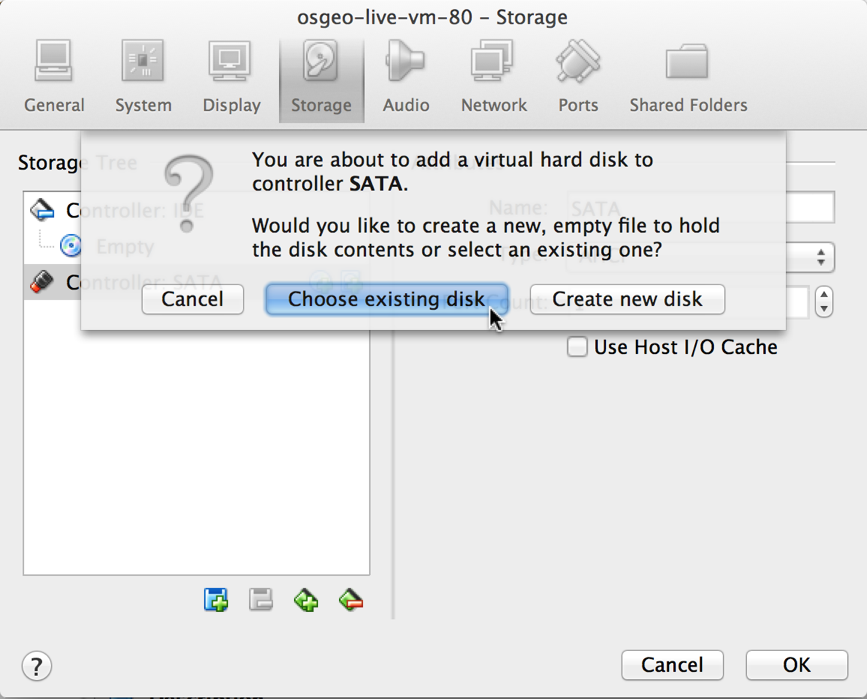 osgeo-live-vm-80 – Storage
General
System
Display
Storage
Audio
Network
Ports
Shared Folders
Storage Tree
You are about to add a virtual hard disk to
controller SATA.
Would you like to create a new, empty file to hold
the disk contents or select an existing one?
Cancel
Choose existing disk
Create new disk
Controller: IDE
Empty
Controller: SATA
Name:
SATA
Use Host I/O Cache
?
Cancel
OK